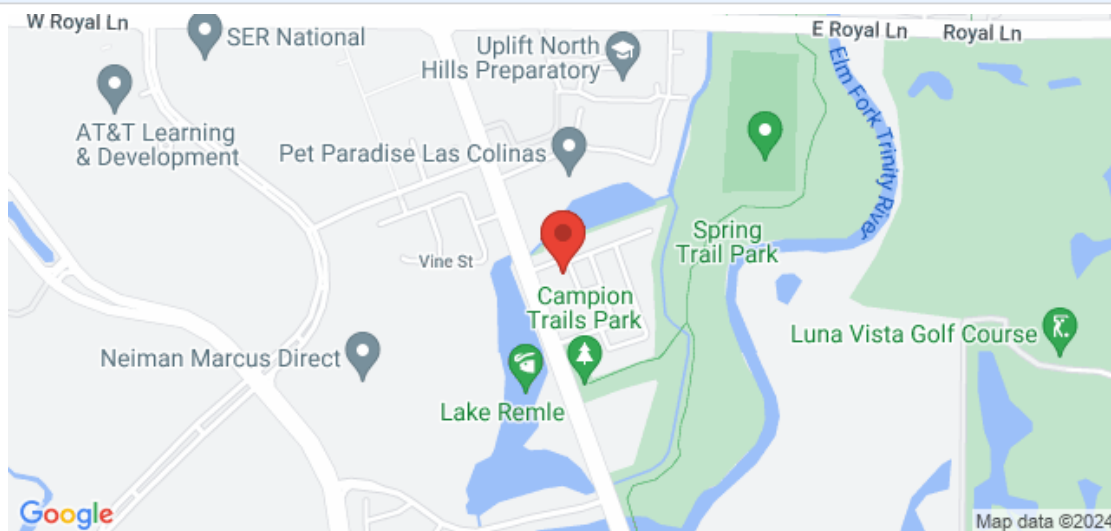 W Royal Ln
E Royal Ln
Royal Ln
SER National
Uplift North
Hills Preparatory
Elm Fork Trinity River
AT&T Learning
& Development
Pet Paradise Las Colinas
Spring
Trail Park
Vine St
Campion
Trails Park
Luna Vista Golf Course
Neiman Marcus Direct
Lake Remle
Google
Map data ©2024